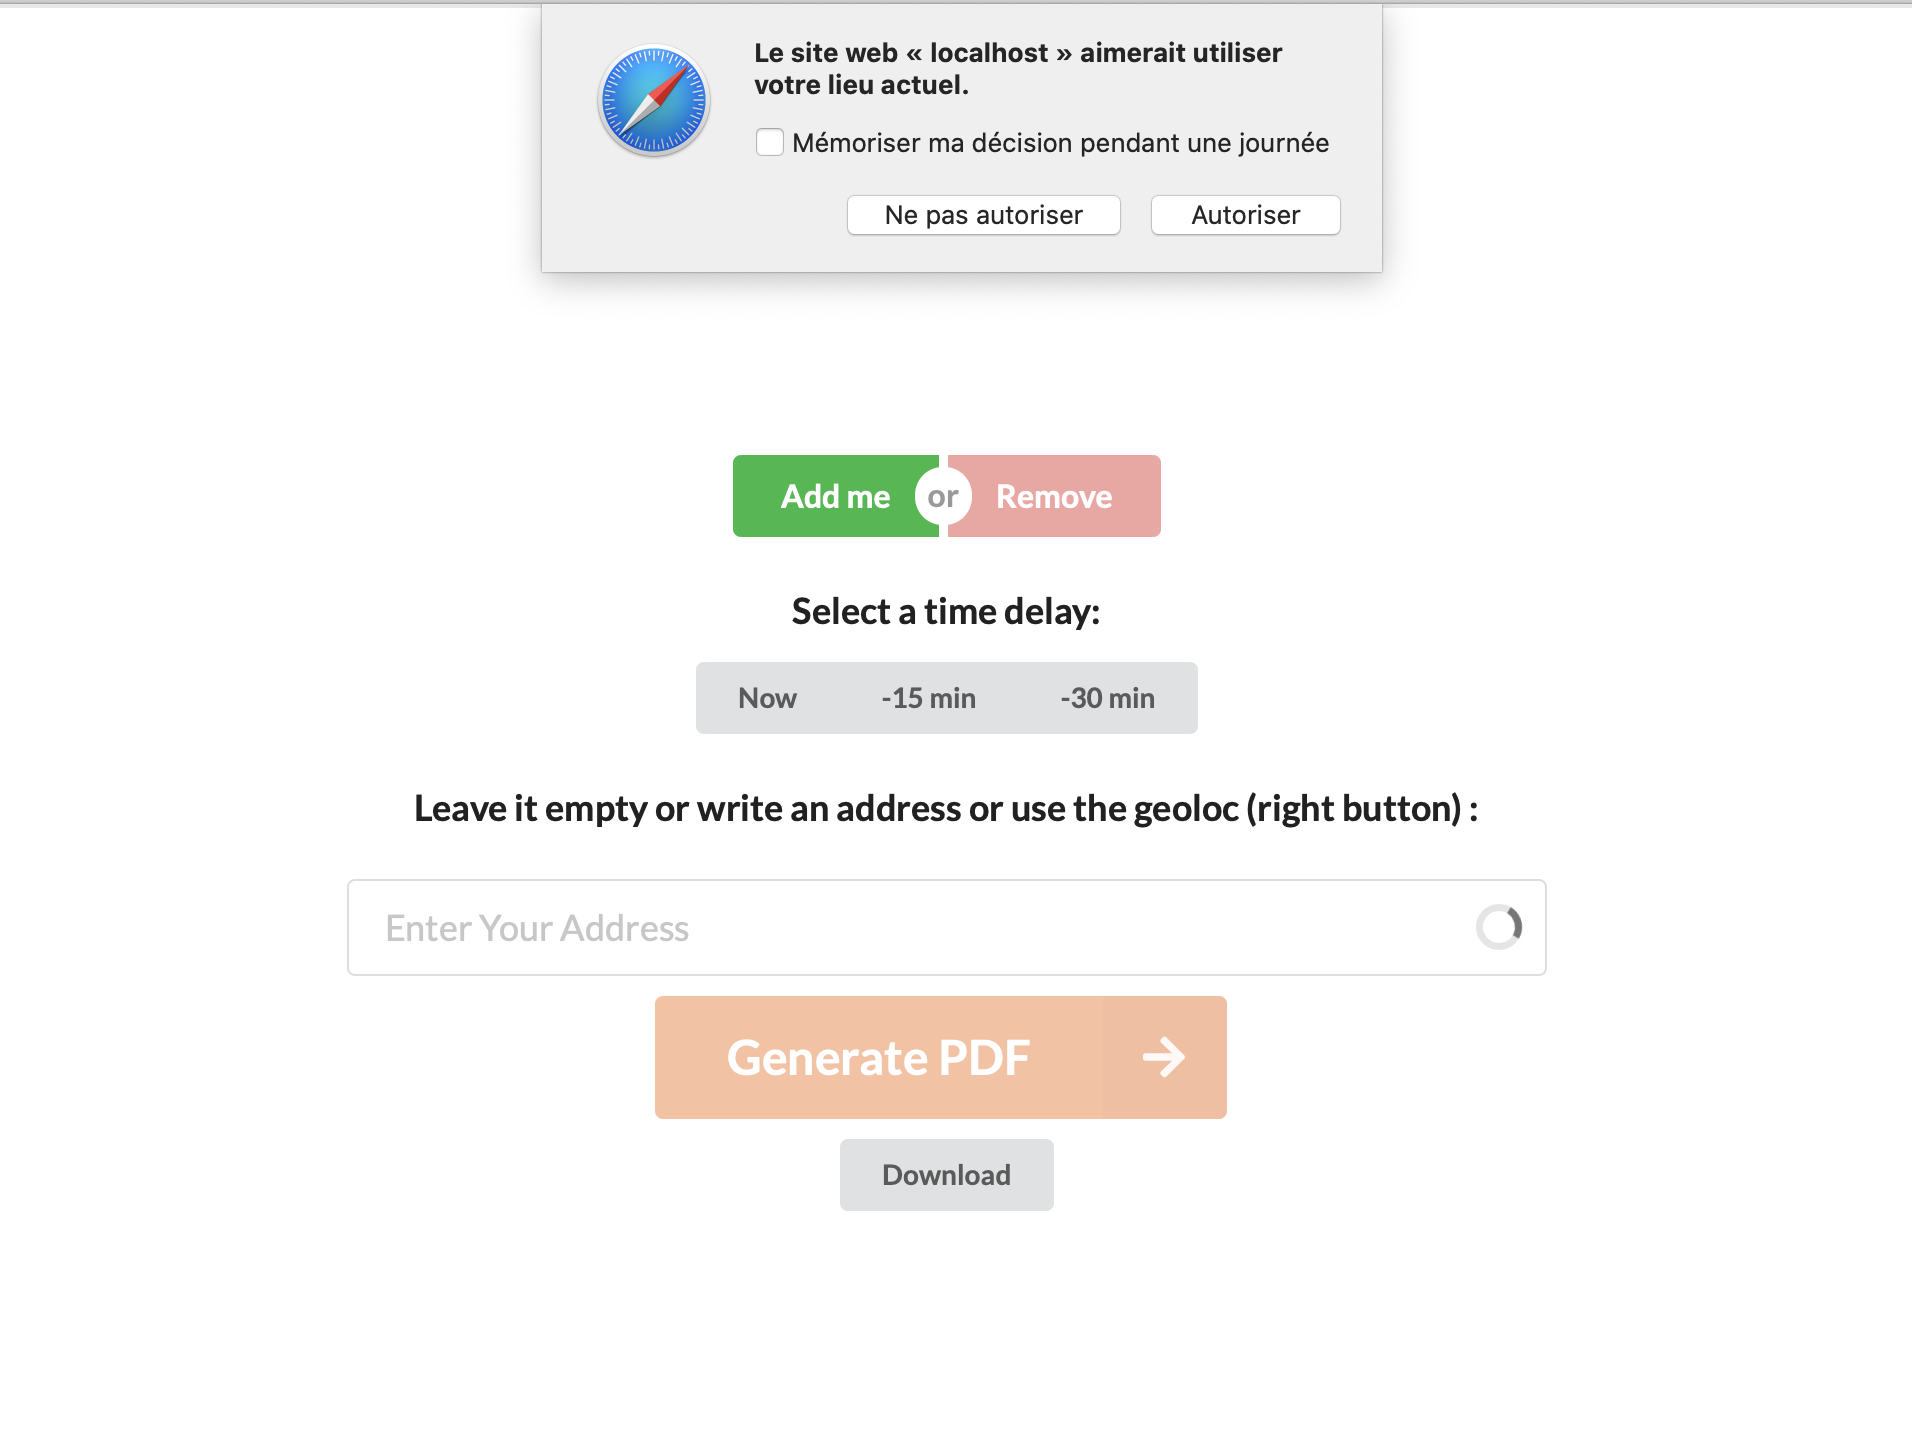 Le site web « localhost » aimerait utiliser
votre lieu actuel.
Mémoriser ma décision pendant une journée
Ne pas autoriser Autoriser
Add me or Remove
Select a time delay:
Now -15 min -30 min
Leave it empty or write an address or use the geoloc (right button) :
Enter Your Address
Generate PDF
Download